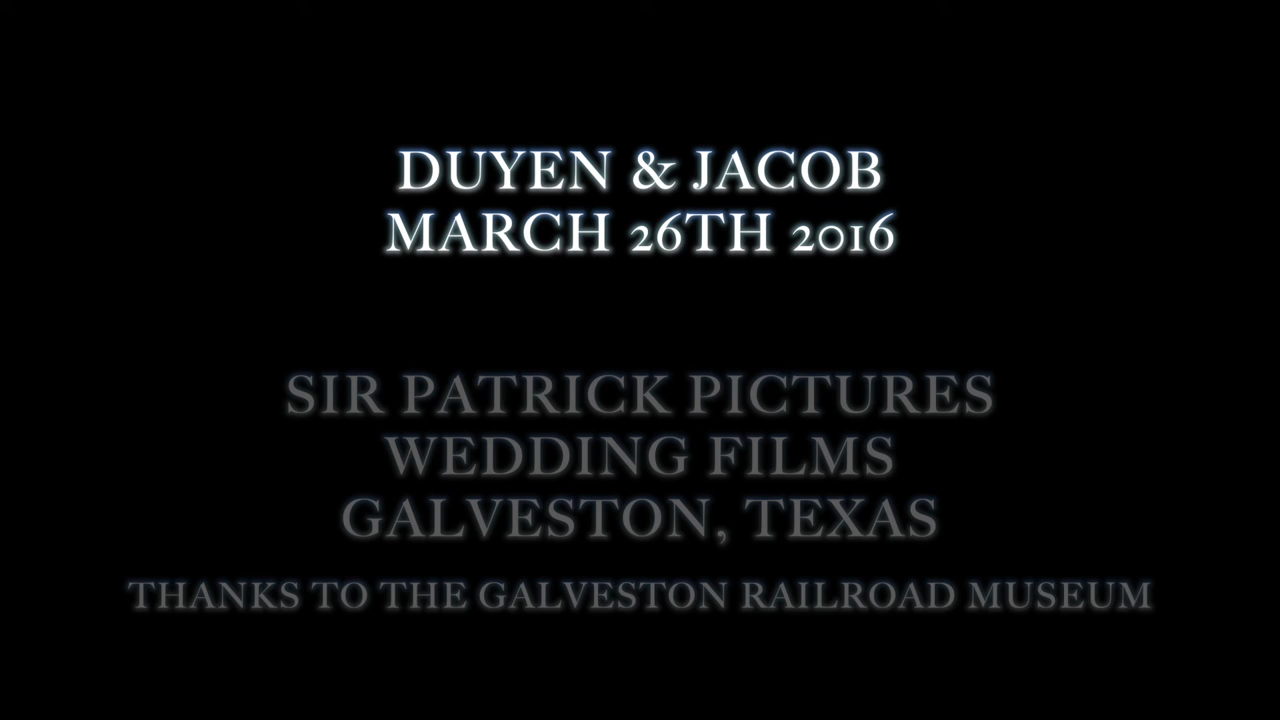 DUYEN & JACOB
MARCH 26TH 2016
SIR PATRICK PICTURES
WEDDING FILMS
GALVESTON, TEXAS
THANKS TO THE GALVESTON RAILROAD MUSEUM